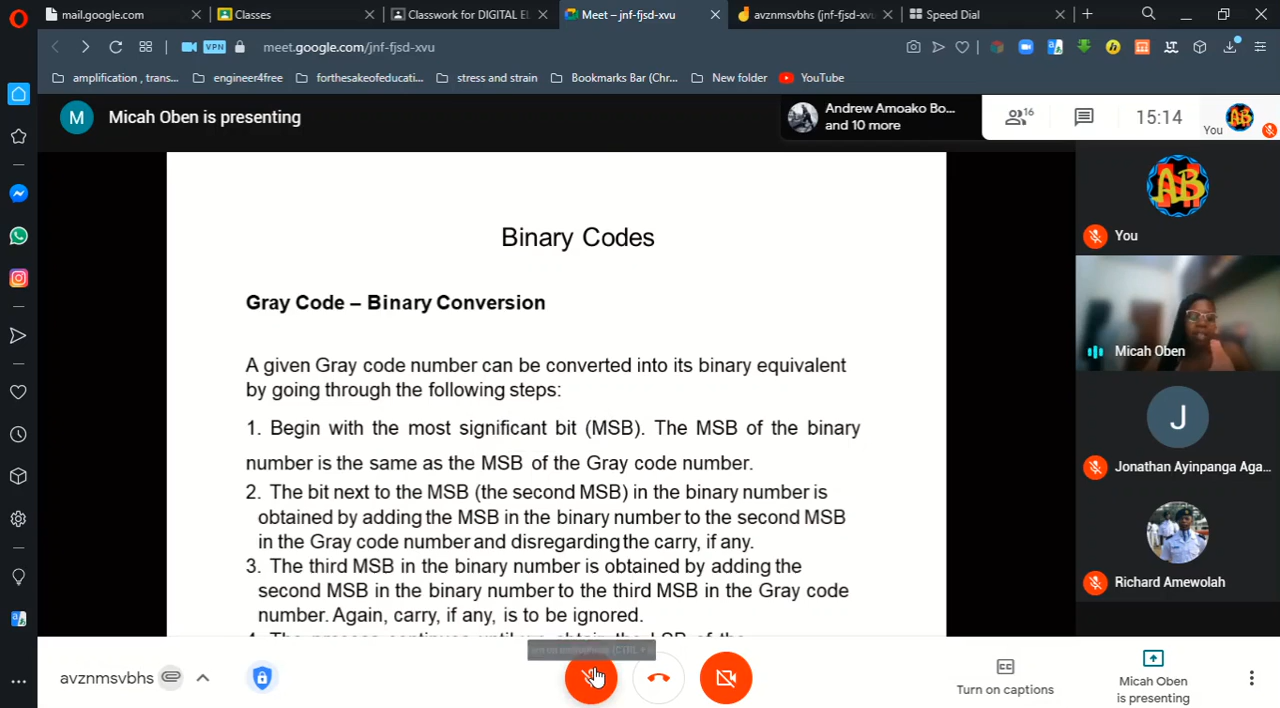 mail.google.com
Classes
Classwork for DIGITAL EL
Meet – jnf-fjsd-xvu
avznmsvbhs (jnf-fjsd-xv
Speed Dial
VPN
meet.google.com/jnf-fjsd-xvu
amplification , trans...
engineer4free
forthesakeofeducati...
stress and strain
Bookmarks Bar (Chr...
New folder
YouTube
M
Micah Oben is presenting
Andrew Amoako Bo...
and 10 more
16
15:14
You
Binary Codes
Gray Code – Binary Conversion
A given Gray code number can be converted into its binary equivalent
by going through the following steps:
1. Begin with the most significant bit (MSB). The MSB of the binary
number is the same as the MSB of the Gray code number.
2. The bit next to the MSB (the second MSB) in the binary number is
obtained by adding the MSB in the binary number to the second MSB
in the Gray code number and disregarding the carry, if any.
3. The third MSB in the binary number is obtained by adding the
second MSB in the binary number to the third MSB in the Gray code
number. Again, carry, if any, is to be ignored.
AB
You
Micah Oben
J
Jonathan Ayinpanga Aga...
Richard Amewolah
avznmsvbhs
CC
Turn on captions
Micah Oben
is presenting